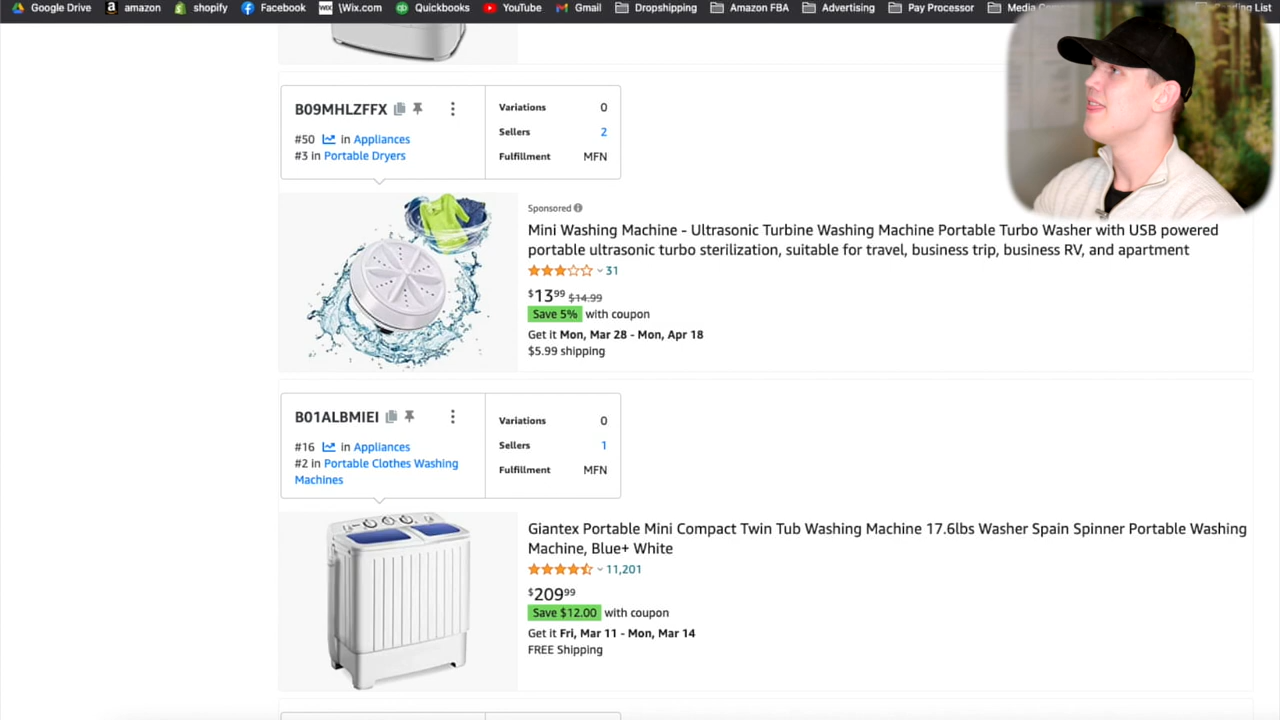 Google Drive amazon shopify Facebook WIX \Wix.com Quickbooks YouTube Gmail Dropshipping Amazon FBA Advertising Pay Processor Media List
B09MHLZFFX
#50 in Appliances
#3 in Portable Dryers
Variations 0
Sellers 2
Fulfillment MFN
Sponsored
Mini Washing Machine - Ultrasonic Turbine Washing Machine Portable Turbo Washer with USB powered
portable ultrasonic turbo sterilization, suitable for travel, business trip, business RV, and apartment
31
$13.99 $14.99
Save 5% with coupon
Get it Mon, Mar 28 - Mon, Apr 18
$5.99 shipping
B01ALBMIEI
#16 in Appliances
#2 in Portable Clothes Washing
Machines
Variations 0
Sellers 1
Fulfillment MFN
Giantex Portable Mini Compact Twin Tub Washing Machine 17.6lbs Washer Spain Spinner Portable Washing
Machine, Blue+ White
11,201
$209.99
Save $12.00 with coupon
Get it Fri, Mar 11 - Mon, Mar 14
FREE Shipping